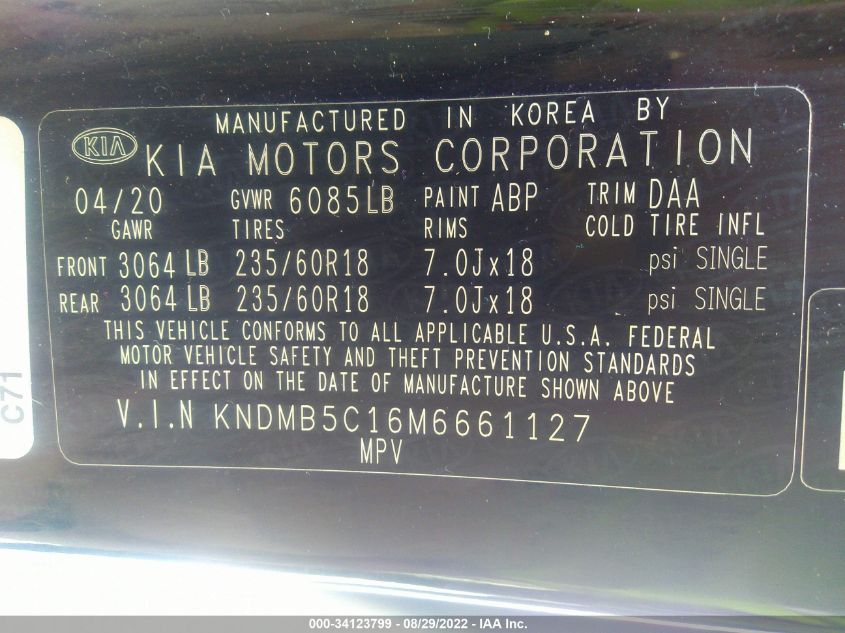 MANUFACTURED IN KOREA BY
KIA KIA MOTORS CORPORATION
04/20 GVWR 6085LB PAINT ABP TRIM DAA
GAWR TIRES RIMS COLD TIRE INFL
FRONT 3064 LB 235/60R18 7.0Jx18 psi SINGLE
REAR 3064 LB 235/60R18 7.0Jx18 psi SINGLE
THIS VEHICLE CONFORMS TO ALL APPLICABLE U.S.A. FEDERAL
MOTOR VEHICLE SAFETY AND THEFT PREVENTION STANDARDS
IN EFFECT ON THE DATE OF MANUFACTURE SHOWN ABOVE
V.I.N KNDMB5C16M6661127
MPV
C71
000-34123799 - 08/29/2022 - IAA Inc.